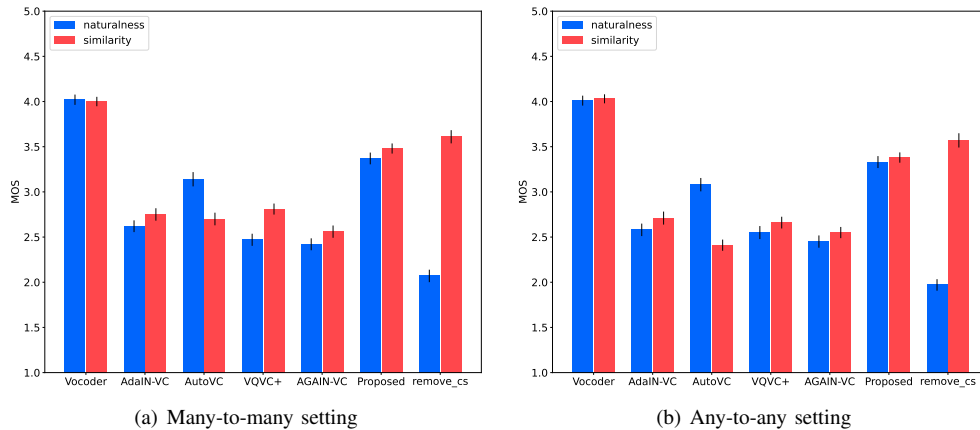 5.0
naturalness
similarity
4.5
4.0
3.5
MOS
3.0
2.5
2.0
1.5
1.0
Vocoder AdaIN-VC AutoVC VQVC+ AGAIN-VC Proposed remove_cs
(a) Many-to-many setting
5.0
naturalness
similarity
4.5
4.0
3.5
MOS
3.0
2.5
2.0
1.5
1.0
Vocoder AdaIN-VC AutoVC VQVC+ AGAIN-VC Proposed remove_cs
(b) Any-to-any setting